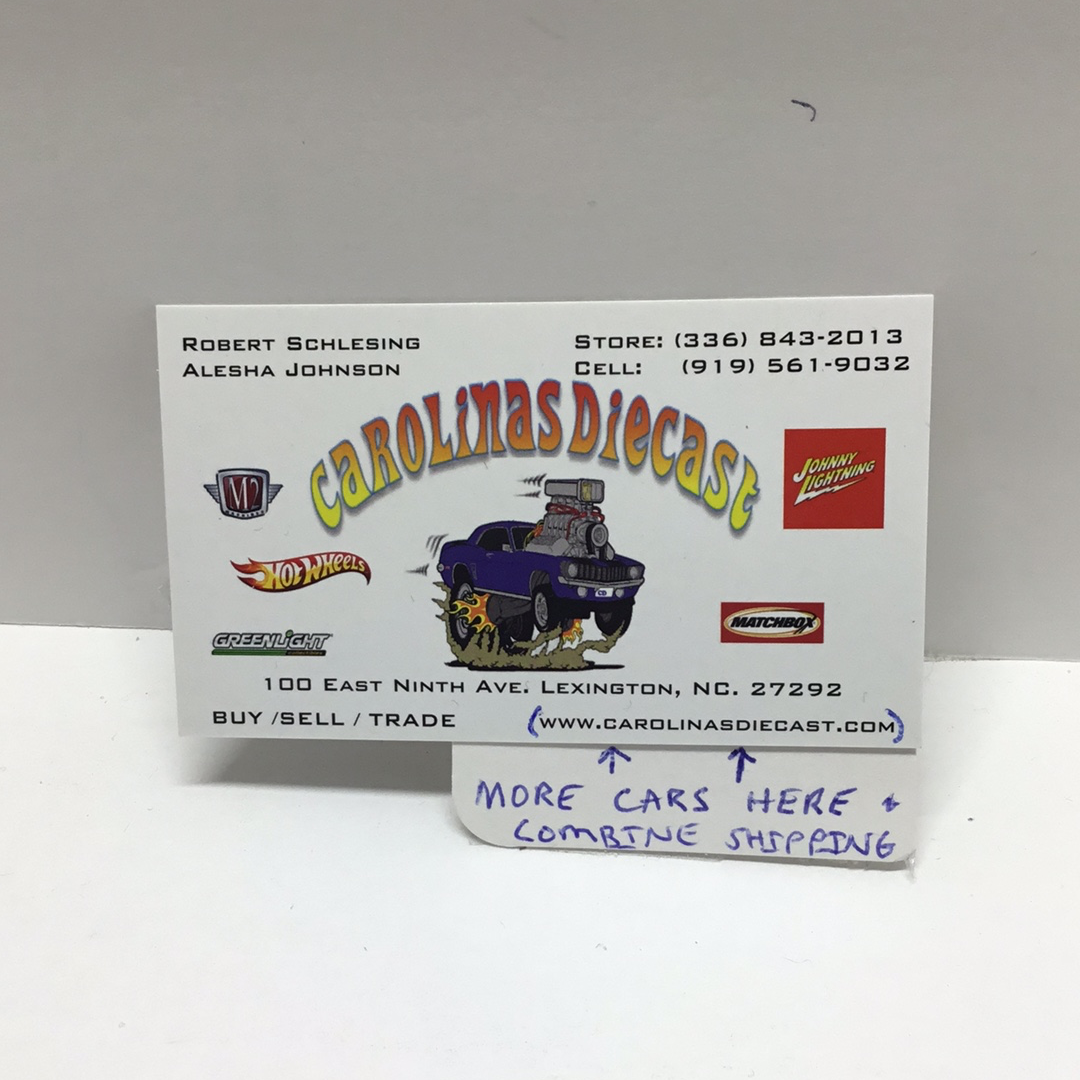 ROBERT SCHLESING
ALESHA JOHNSON
STORE: (336) 843-2013
CELL: (919) 561-9032
CAROLINAS DIECAST
M2
JOHNNY LIGHTNING
HOT WHEELS
GREENLIGHT
CD
MATCHBOX
100 EAST NINTH AVE. LEXINGTON, NC. 27292
BUY /SELL / TRADE
(WWW.CAROLINASDIECAST.COM)
↑ ↑
MORE CARS HERE +
COMBINE SHIPPING